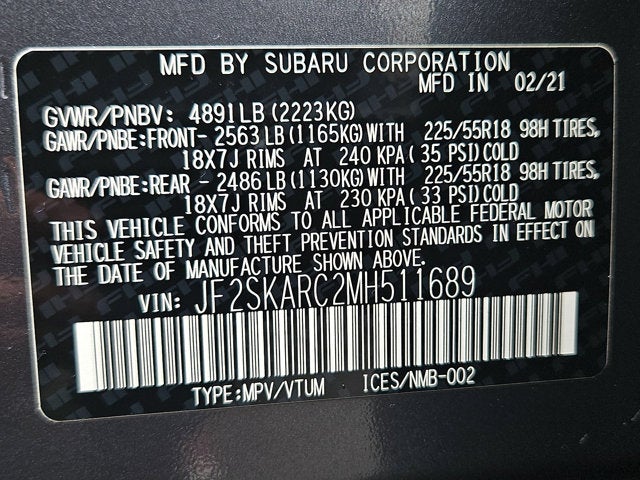 MFD BY SUBARU CORPORATION
MFD IN 02/21
GVWR/PNBV: 4891LB (2223KG)
GAWR/PNBE:FRONT- 2563LB(1165KG)WITH 225/55R18 98H TIRES,
18X7J RIMS AT 240 KPA(35 PSI)COLD
GAWR/PNBE:REAR - 2486LB(1130KG)WITH 225/55R18 98H TIRES,
18X7J RIMS AT 230 KPA(33 PSI)COLD
THIS VEHICLE CONFORMS TO ALL APPLICABLE FEDERAL MOTOR
VEHICLE SAFETY AND THEFT PREVENTION STANDARDS IN EFFECT ON
THE DATE OF MANUFACTURE SHOWN ABOVE.
VIN: JF2SKARC2MH511689
TYPE:MPV/VTUM ICES/NMB-002